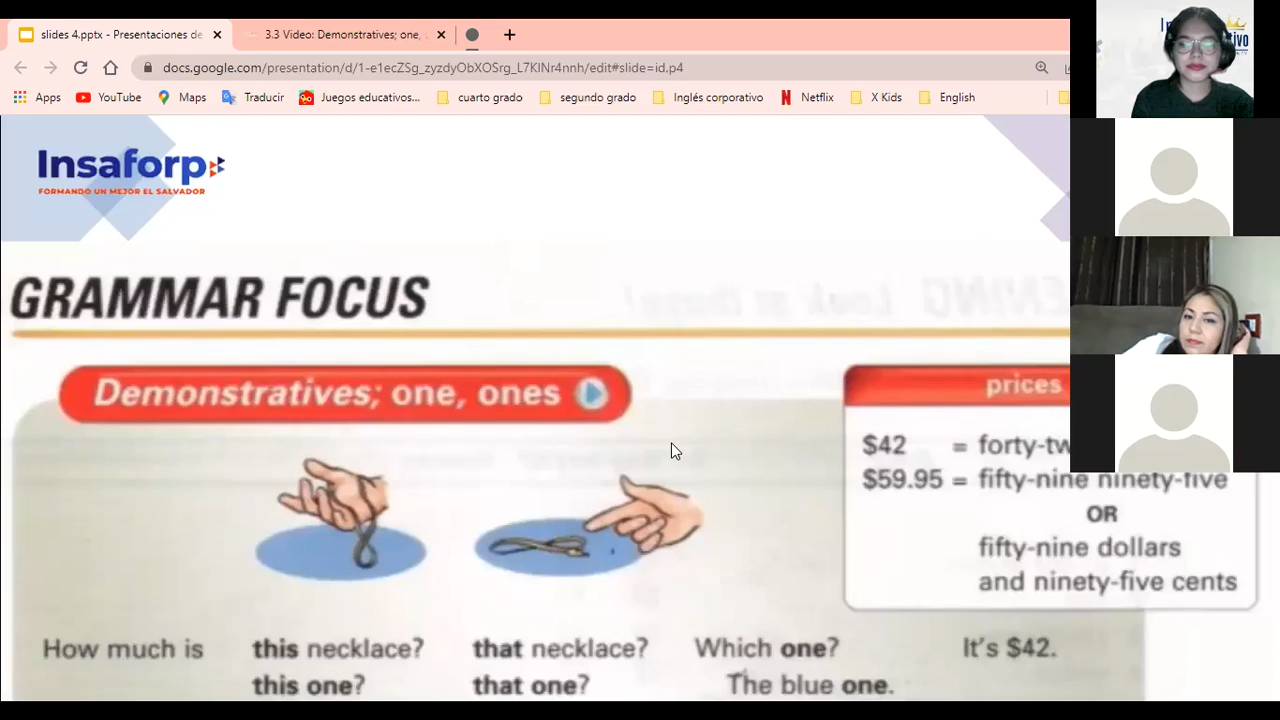 slides 4.pptx - Presentaciones de
3.3 Video: Demonstratives; one,
docs.google.com/presentation/d/1-e1ecZSg_zyzdyObXOSrg_L7KlNr4nnh/edit#slide=id.p4
Apps YouTube Maps Traducir Juegos educativos... cuarto grado segundo grado Inglés corporativo Netflix X Kids English
Insaforp
FORMANDO UN MEJOR EL SALVADOR
GRAMMAR FOCUS
Demonstratives; one, ones
prices
$42 = forty-tw
$59.95 = fifty-nine ninety-five
OR
fifty-nine dollars
and ninety-five cents
How much is this necklace? that necklace? Which one? It's $42.
this one? that one? The blue one.